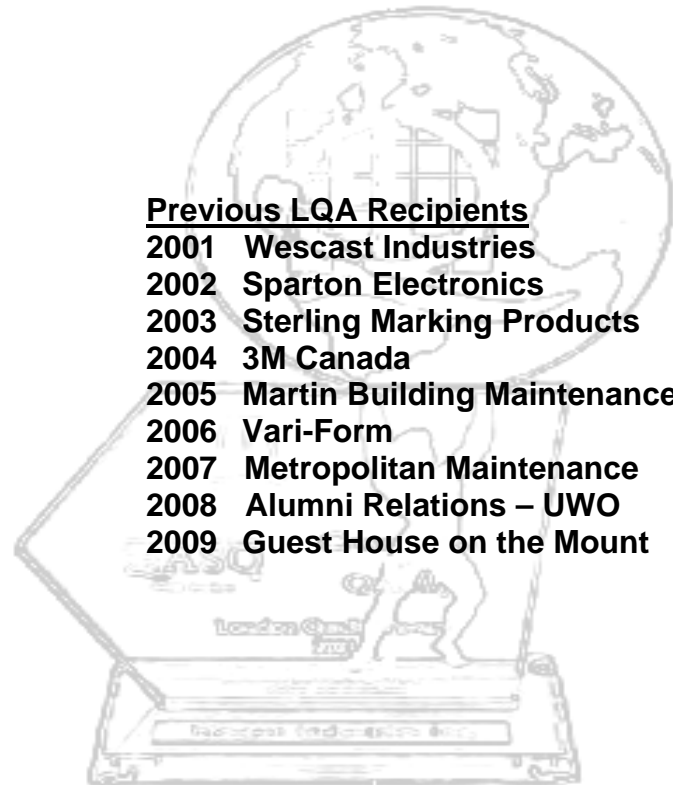 Previous LQA Recipients
2001 Wescast Industries
2002 Sparton Electronics
2003 Sterling Marking Products
2004 3M Canada
2005 Martin Building Maintenance
2006 Vari-Form
2007 Metropolitan Maintenance
2008 Alumni Relations – UWO
2009 Guest House on the Mount
ASQ